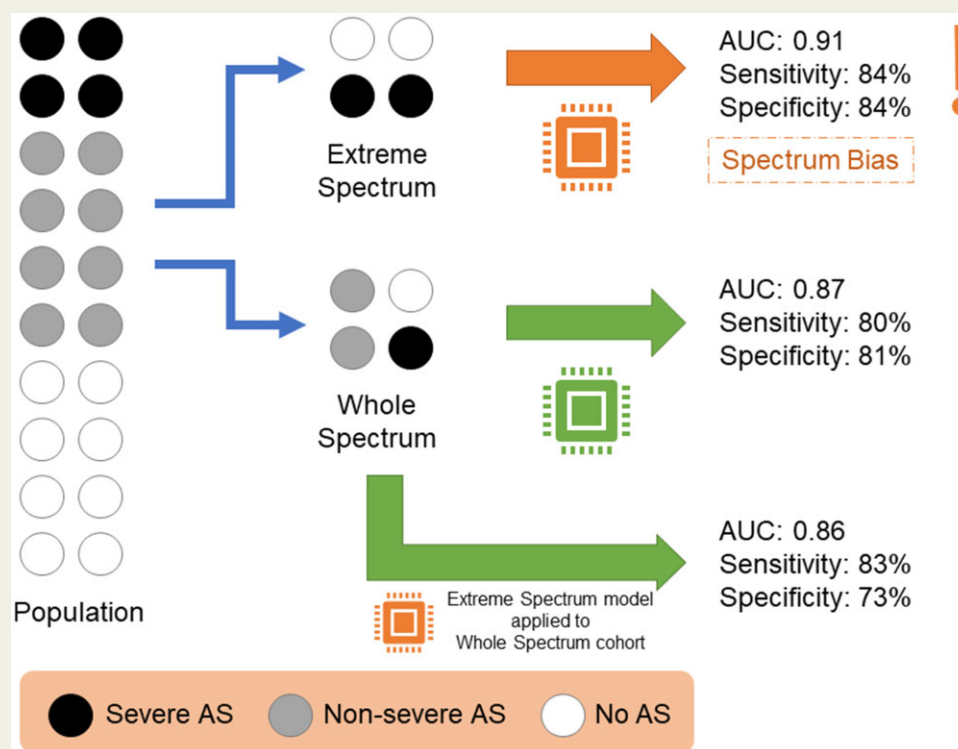 AUC: 0.91
Sensitivity: 84%
Specificity: 84%
!
Spectrum Bias
Extreme
Spectrum
AUC: 0.87
Sensitivity: 80%
Specificity: 81%
Whole
Spectrum
AUC: 0.86
Sensitivity: 83%
Specificity: 73%
Population
Extreme Spectrum model
applied to
Whole Spectrum cohort
Severe AS
Non-severe AS
No AS